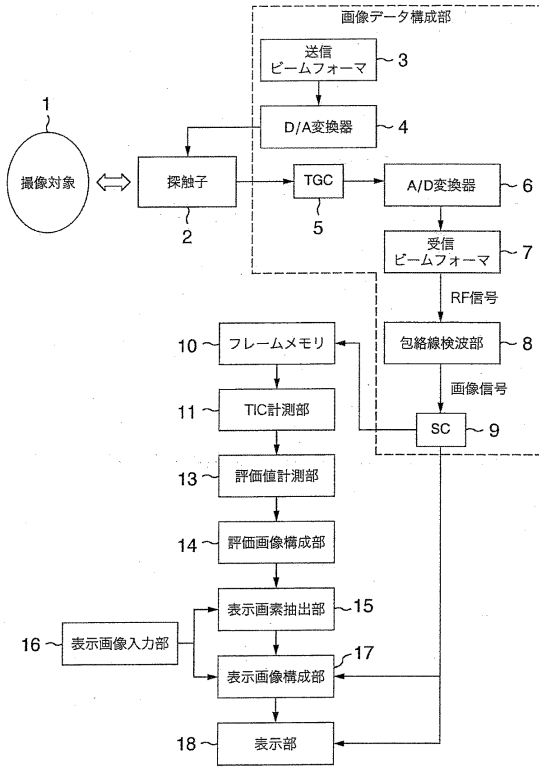 画像データ構成部
送信
ビームフォーマ
3
1
D/A変換器
4
撮像対象
探触子
2
TGC
5
A/D変換器
6
受信
ビームフォーマ
7
RF信号
10
フレームメモリ
包絡線検波部
8
画像信号
11
TIC計測部
SC
9
13
評価値計測部
14
評価画像構成部
表示画素抽出部
15
16
表示画像入力部
17
表示画像構成部
18
表示部